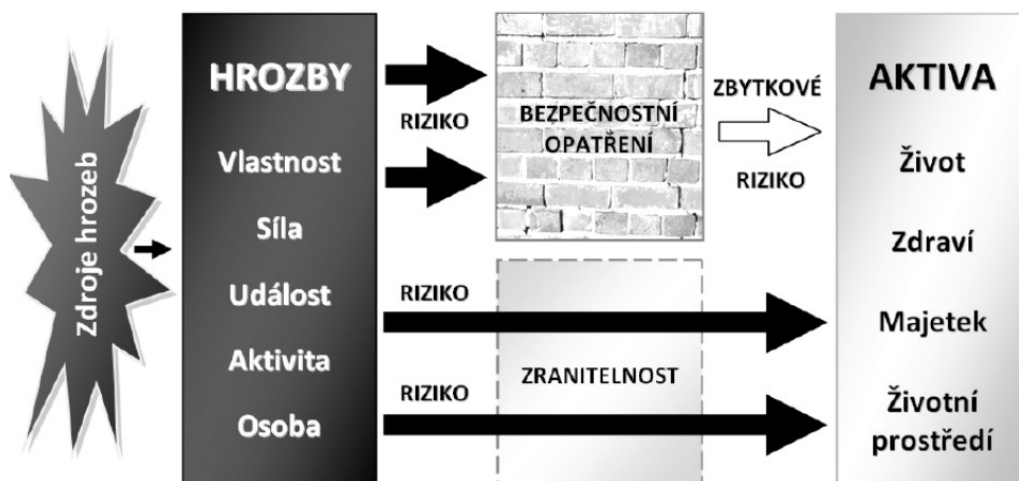 Zdroje hrozeb
HROZBY
Vlastnost
Síla
Událost
Aktivita
Osoba
RIZIKO
BEZPEČNOSTNÍ
OPATŘENÍ
ZBYTKOVÉ
RIZIKO
RIZIKO
ZRANITELNOST
RIZIKO
AKTIVA
Život
Zdraví
Majetek
Životní
prostředí